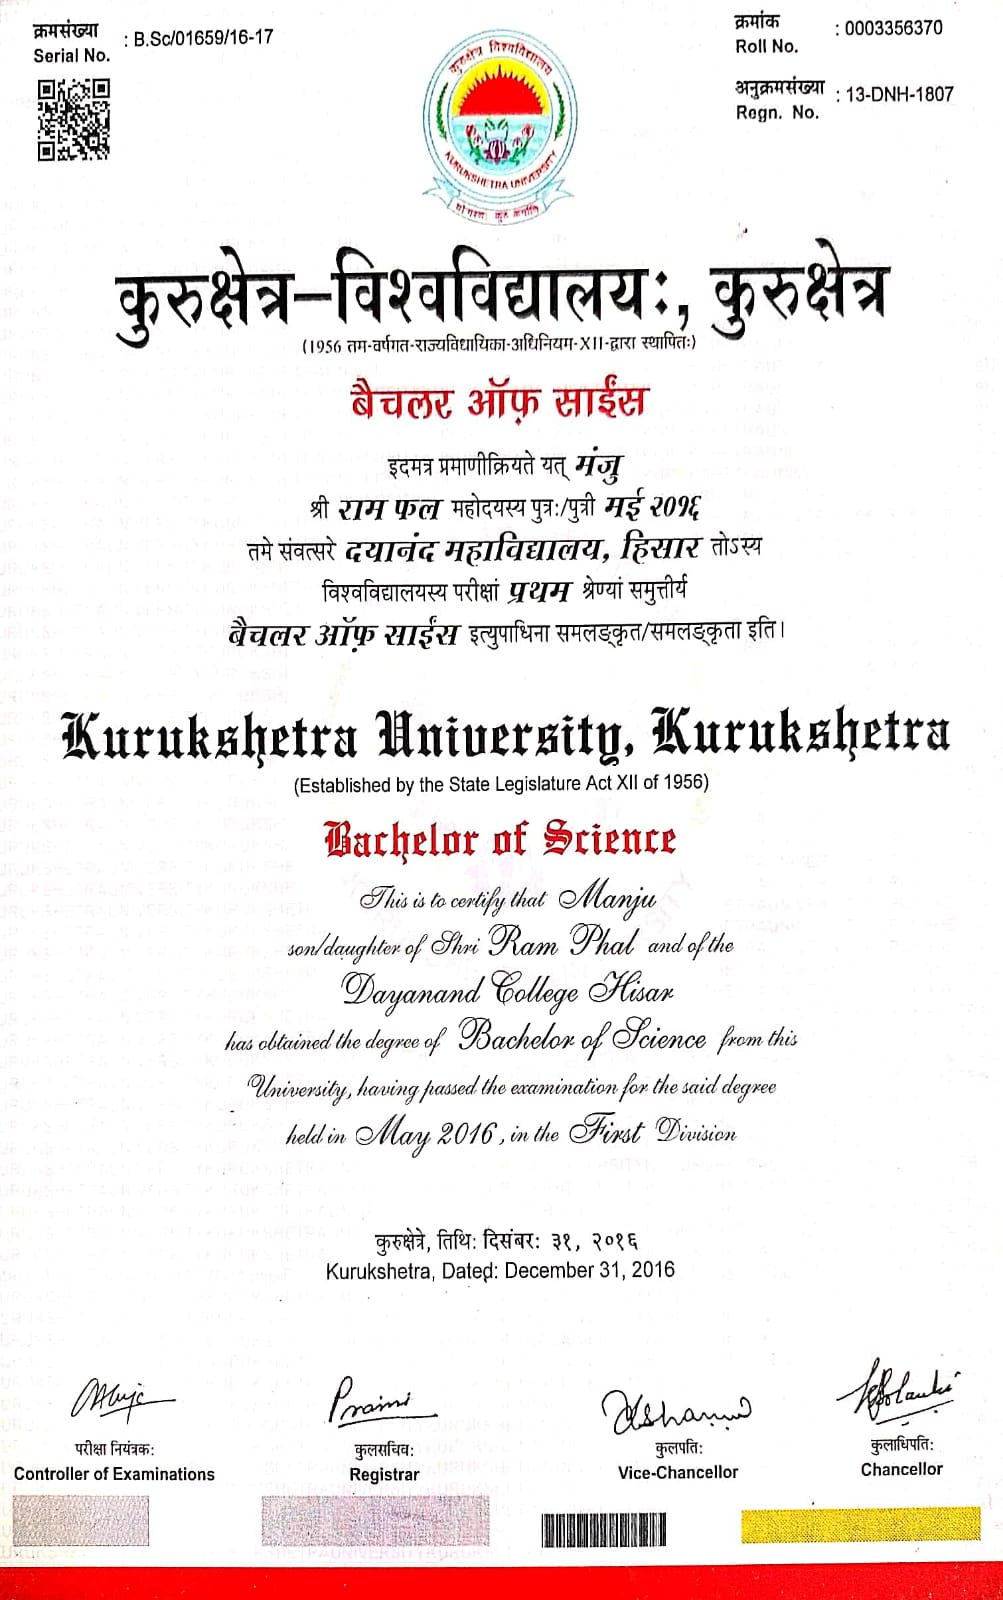 क्रमसंख्या
Serial No. : B.Sc/01659/16-17
क्रमांक
Roll No. : 0003356370
अनुक्रमसंख्या
Regn. No. : 13-DNH-1807
कुरुक्षेत्र विश्वविद्यालय
KURUKSHETRA UNIVERSITY
योगस्थः कुरु कर्माणि
कुरुक्षेत्र–विश्वविद्यालयः, कुरुक्षेत्र
(1956 तम-वर्षगत-राज्यविधायिका-अधिनियम-XII-द्वारा स्थापितः)
बैचलर ऑफ़ साईंस
इदमत्र प्रमाणीक्रियते यत् मंजु
श्री राम फल महोदयस्य पुत्रः/पुत्री मई २०१६
तमे संवत्सरे दयानंद महाविद्यालय, हिसार तोऽस्य
विश्वविद्यालयस्य परीक्षां प्रथम श्रेण्यां समुत्तीर्य
बैचलर ऑफ़ साईंस इत्युपाधिना समलङ्कृत/समलङ्कृता इति।
Kurukshetra University, Kurukshetra
(Established by the State Legislature Act XII of 1956)
Bachelor of Science
This is to certify that Manju
son/daughter of Shri Ram Phal and of the
Dayanand College Hisar
has obtained the degree of Bachelor of Science from this
University, having passed the examination for the said degree
held in May 2016, in the First Division
कुरुक्षेत्रे, तिथिः दिसंबरः ३१, २०१६
Kurukshetra, Dated: December 31, 2016
परीक्षा नियंत्रकः
Controller of Examinations
कुलसचिवः
Registrar
कुलपतिः
Vice-Chancellor
कुलाधिपतिः
Chancellor